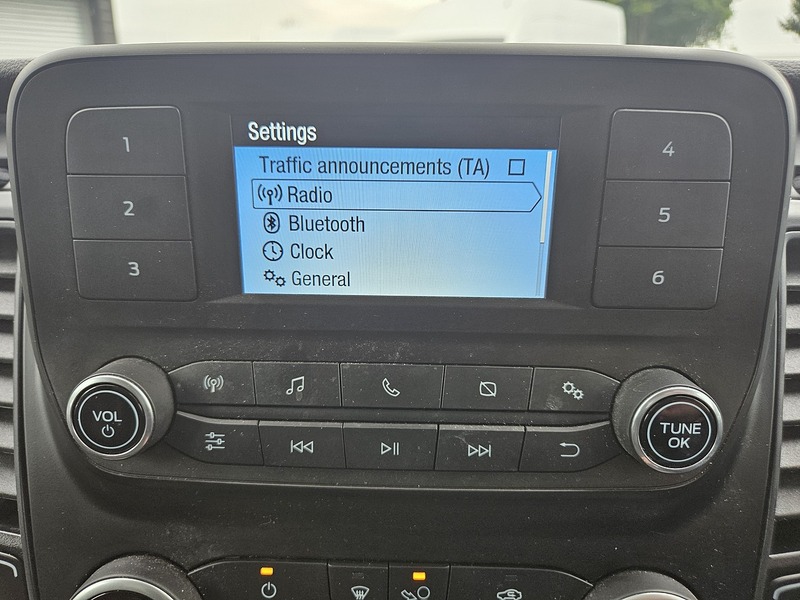 Settings
Traffic announcements (TA)
Radio
Bluetooth
Clock
General
1
2
3
4
5
6
VOL
TUNE
OK